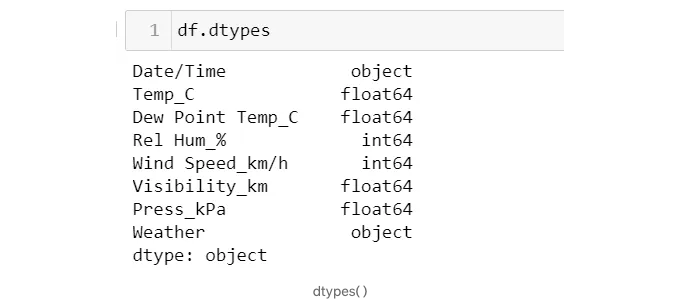 1 df.dtypes
Date/Time object
Temp_C float64
Dew Point Temp_C float64
Rel Hum_% int64
Wind Speed_km/h int64
Visibility_km float64
Press_kPa float64
Weather object
dtype: object
dtypes()